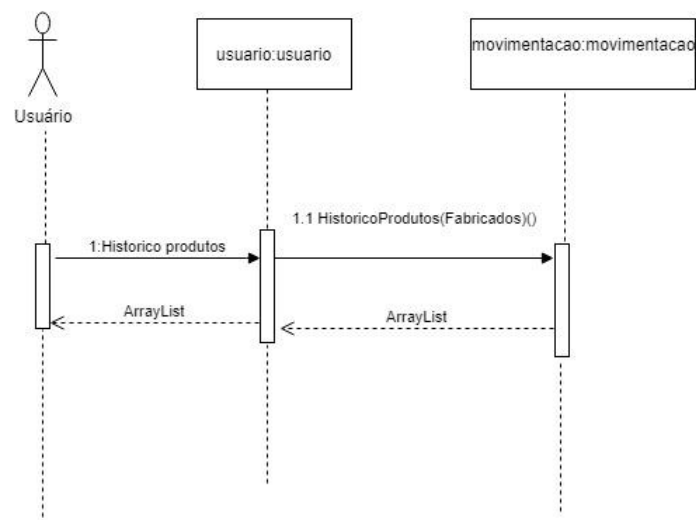 usuario:usuario
movimentacao:movimentacao
Usuário
1.1 HistoricoProdutos(Fabricados)()
1:Historico produtos
ArrayList
ArrayList